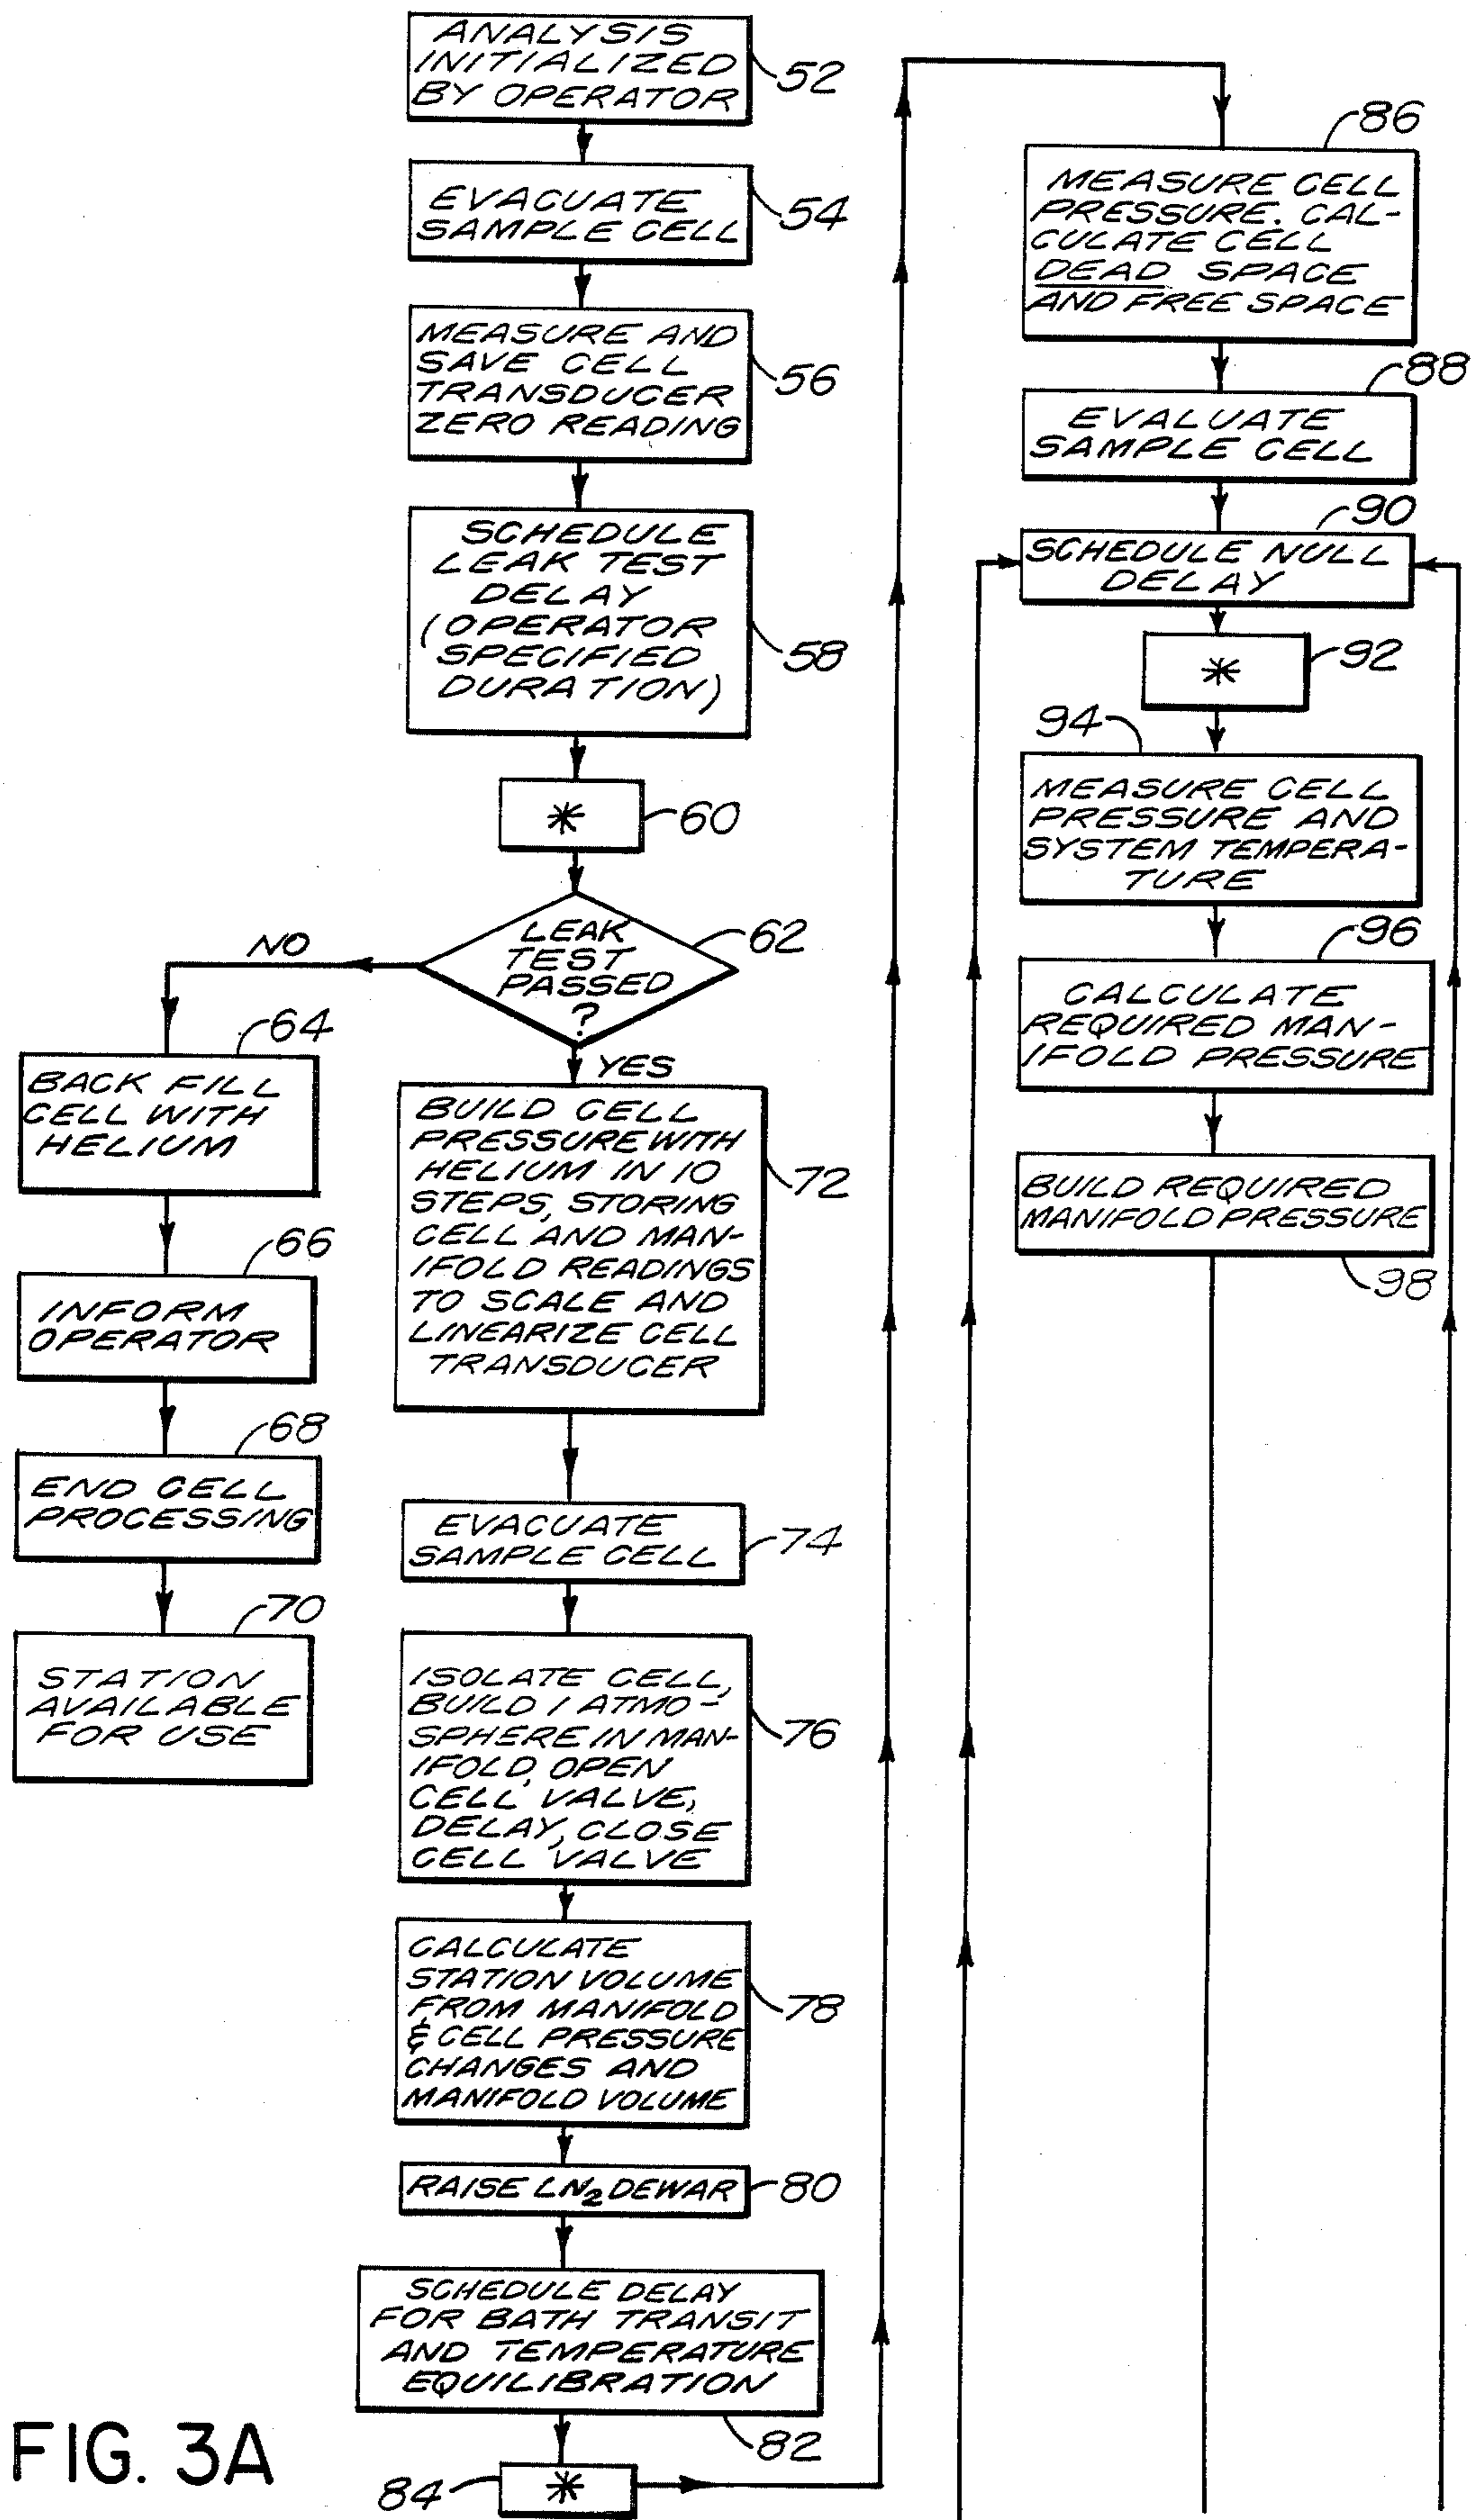 ANALYSIS
INITIALIZED
BY OPERATOR
52
EVACUATE
SAMPLE CELL
54
MEASURE AND
SAVE CELL
TRANSDUCER
ZERO READING
56
SCHEDULE
LEAK TEST
DELAY
(OPERATOR
SPECIFIED
DURATION)
58
*
60
LEAK
TEST
PASSED
?
62
NO
YES
64
BACK FILL
CELL WITH
HELIUM
66
INFORM
OPERATOR
68
END CELL
PROCESSING
70
STATION
AVAILABLE
FOR USE
BUILD CELL
PRESSURE WITH
HELIUM IN 10
STEPS, STORING
CELL AND MAN-
IFOLD READINGS
TO SCALE AND
LINEARIZE CELL
TRANSDUCER
72
EVACUATE
SAMPLE CELL
74
ISOLATE CELL,
BUILD 1 ATMO-
SPHERE IN MAN-
IFOLD, OPEN
CELL VALVE,
DELAY, CLOSE
CELL VALVE
76
CALCULATE
STATION VOLUME
FROM MANIFOLD
& CELL PRESSURE
CHANGES AND
MANIFOLD VOLUME
78
RAISE LN₂ DEWAR
80
SCHEDULE DELAY
FOR BATH TRANSIT
AND TEMPERATURE
EQUILIBRATION
82
84
*
86
MEASURE CELL
PRESSURE. CAL-
CULATE CELL
DEAD SPACE
AND FREE SPACE
88
EVALUATE
SAMPLE CELL
90
SCHEDULE NULL
DELAY
*
92
94
MEASURE CELL
PRESSURE AND
SYSTEM TEMPERA-
TURE
96
CALCULATE
REQUIRED MAN-
IFOLD PRESSURE
BUILD REQUIRED
MANIFOLD PRESSURE
98
FIG. 3A